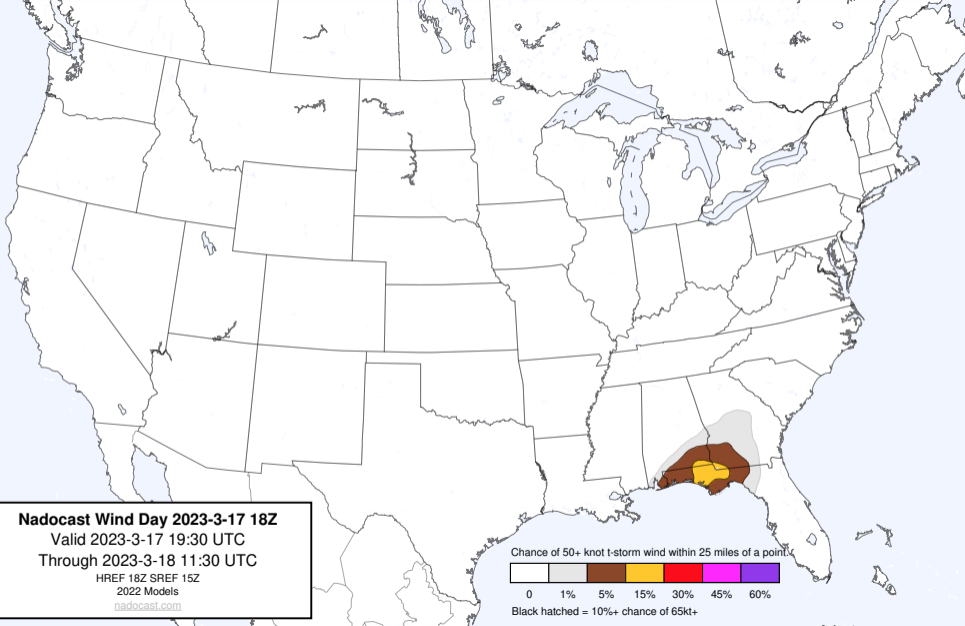 Nadocast Wind Day 2023-3-17 18Z
Valid 2023-3-17 19:30 UTC
Through 2023-3-18 11:30 UTC
HREF 18Z SREF 15Z
2022 Models
nadocast.com
Chance of 50+ knot t-storm wind within 25 miles of a point.
0 1% 5% 15% 30% 45% 60%
Black hatched = 10%+ chance of 65kt+